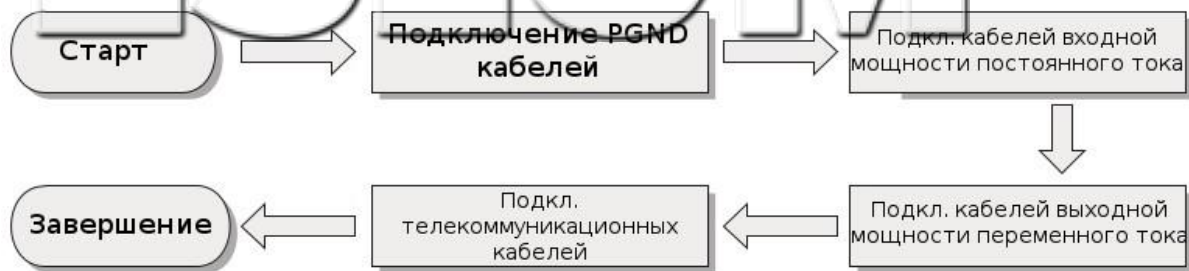 Старт
Подключение PGND
кабелей
Подкл. кабелей входной
мощности постоянного тока
Подкл. кабелей выходной
мощности переменного тока
Подкл.
телекоммуникационных
кабелей
Завершение